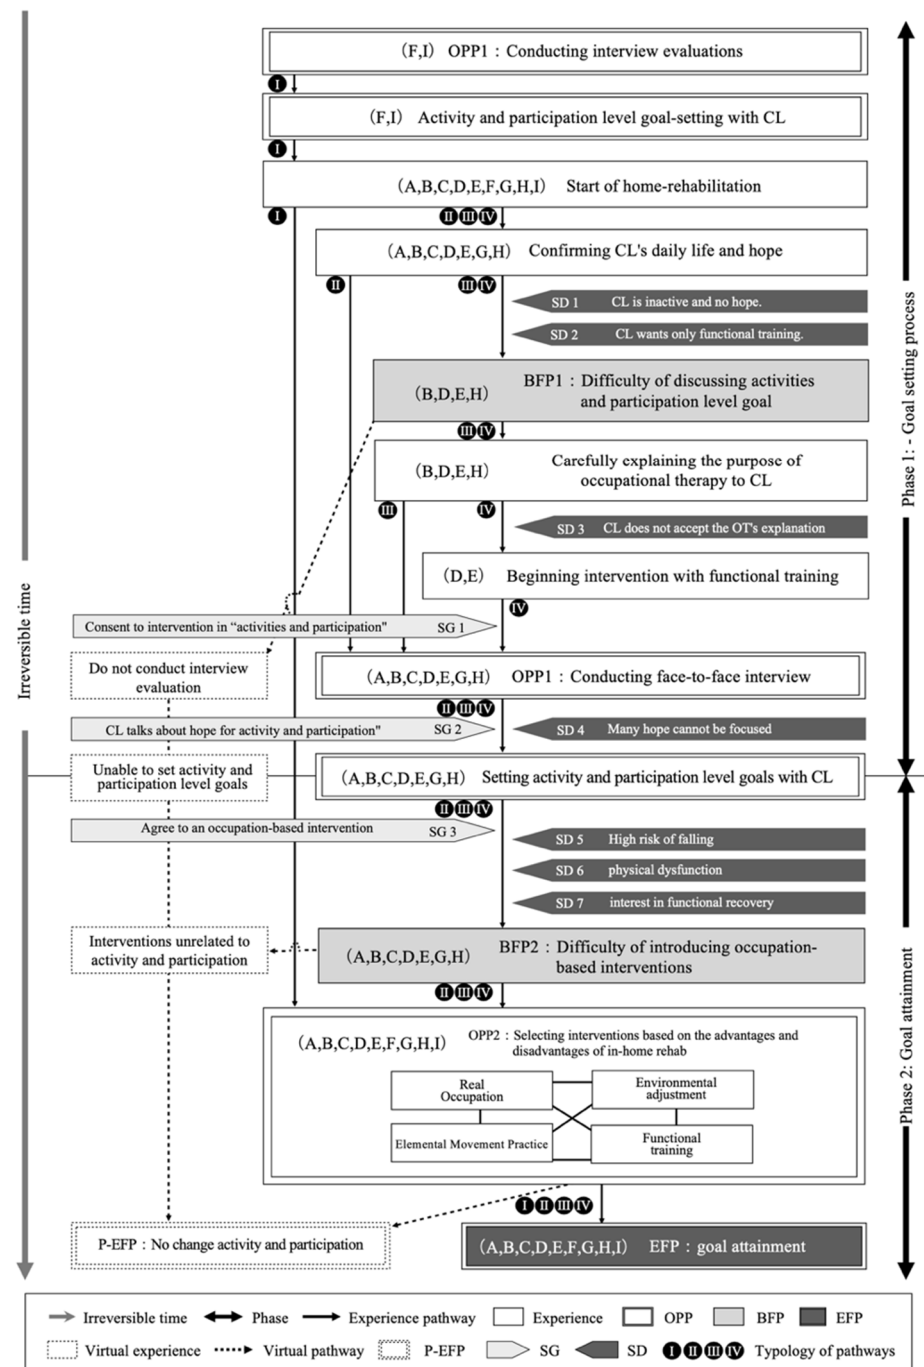 (F,I) OPP1 : Conducting interview evaluations
I
(F,I) Activity and participation level goal-setting with CL
I
(A,B,C,D,E,F,G,H,I) Start of home-rehabilitation
I
II III IV
(A,B,C,D,E,G,H) Confirming CL's daily life and hope
II
III IV
SD 1 CL is inactive and no hope.
SD 2 CL wants only functional training.
(B,D,E,H) BFP1 : Difficulty of discussing activities
and participation level goal
III IV
(B,D,E,H) Carefully explaining the purpose of
occupational therapy to CL
III
IV
SD 3 CL does not accept the OT's explanation
(D,E) Beginning intervention with functional training
IV
Consent to intervention in “activities and participation" SG 1
Do not conduct interview
evaluation
(A,B,C,D,E,G,H) OPP1 : Conducting face-to-face interview
II III IV
CL talks about hope for activity and participation" SG 2
SD 4 Many hope cannot be focused
Unable to set activity and
participation level goals
(A,B,C,D,E,G,H) Setting activity and participation level goals with CL
II III IV
Agree to an occupation-based intervention SG 3
SD 5 High risk of falling
SD 6 physical dysfunction
SD 7 interest in functional recovery
Interventions unrelated to
activity and participation
(A,B,C,D,E,G,H) BFP2 : Difficulty of introducing occupation-
based interventions
II III IV
(A,B,C,D,E,F,G,H,I) OPP2 : Selecting interventions based on the advantages and
disadvantages of in-home rehab
Real
Occupation
Environmental
adjustment
Elemental Movement Practice
Functional
training
I II III IV
P-EFP : No change activity and participation
(A,B,C,D,E,F,G,H,I) EFP : goal attainment
Irreversible time
Phase 1: - Goal setting process
Phase 2: Goal attainment
Irreversible time Phase Experience pathway Experience OPP BFP EFP
Virtual experience Virtual pathway P-EFP SG SD I II III IV Typology of pathways